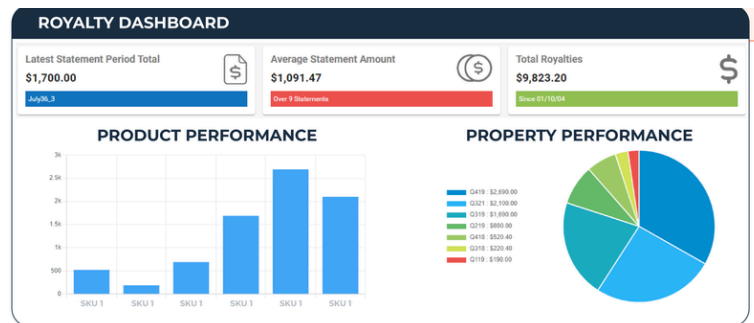 ROYALTY DASHBOARD
Latest Statement Period Total
$1,700.00
July36_3
Average Statement Amount
$1,091.47
Over 9 Statements
Total Royalties
$9,823.20
Since 01/10/04
PRODUCT PERFORMANCE
3k
2.5k
2k
1.5k
1k
500
0
SKU 1 SKU 1 SKU 1 SKU 1 SKU 1 SKU 1
PROPERTY PERFORMANCE
Q419 : $2,690.00
Q321 : $2,100.00
Q319 : $1,690.00
Q219 : $880.00
Q418 : $520.40
Q318 : $220.40
Q119 : $190.00